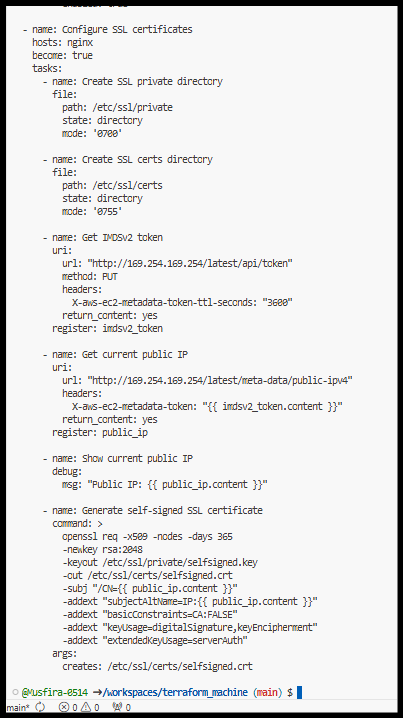 - name: Configure SSL certificates
hosts: nginx
become: true
tasks:
- name: Create SSL private directory
file:
path: /etc/ssl/private
state: directory
mode: '0700'
- name: Create SSL certs directory
file:
path: /etc/ssl/certs
state: directory
mode: '0755'
- name: Get IMDSv2 token
uri:
url: "http://169.254.169.254/latest/api/token"
method: PUT
headers:
X-aws-ec2-metadata-token-ttl-seconds: "3600"
return_content: yes
register: imdsv2_token
- name: Get current public IP
uri:
url: "http://169.254.169.254/latest/meta-data/public-ipv4"
headers:
X-aws-ec2-metadata-token: "{{ imdsv2_token.content }}"
return_content: yes
register: public_ip
- name: Show current public IP
debug:
msg: "Public IP: {{ public_ip.content }}"
- name: Generate self-signed SSL certificate
command: >
openssl req -x509 -nodes -days 365
-newkey rsa:2048
-keyout /etc/ssl/private/selfsigned.key
-out /etc/ssl/certs/selfsigned.crt
-subj "/CN={{ public_ip.content }}"
-addext "subjectAltName=IP:{{ public_ip.content }}"
-addext "basicConstraints=CA:FALSE"
-addext "keyUsage=digitalSignature,keyEncipherment"
-addext "extendedKeyUsage=serverAuth"
args:
creates: /etc/ssl/certs/selfsigned.crt
@Musfira-0514 ➜/workspaces/terraform_machine (main) $
main* 0 0 0